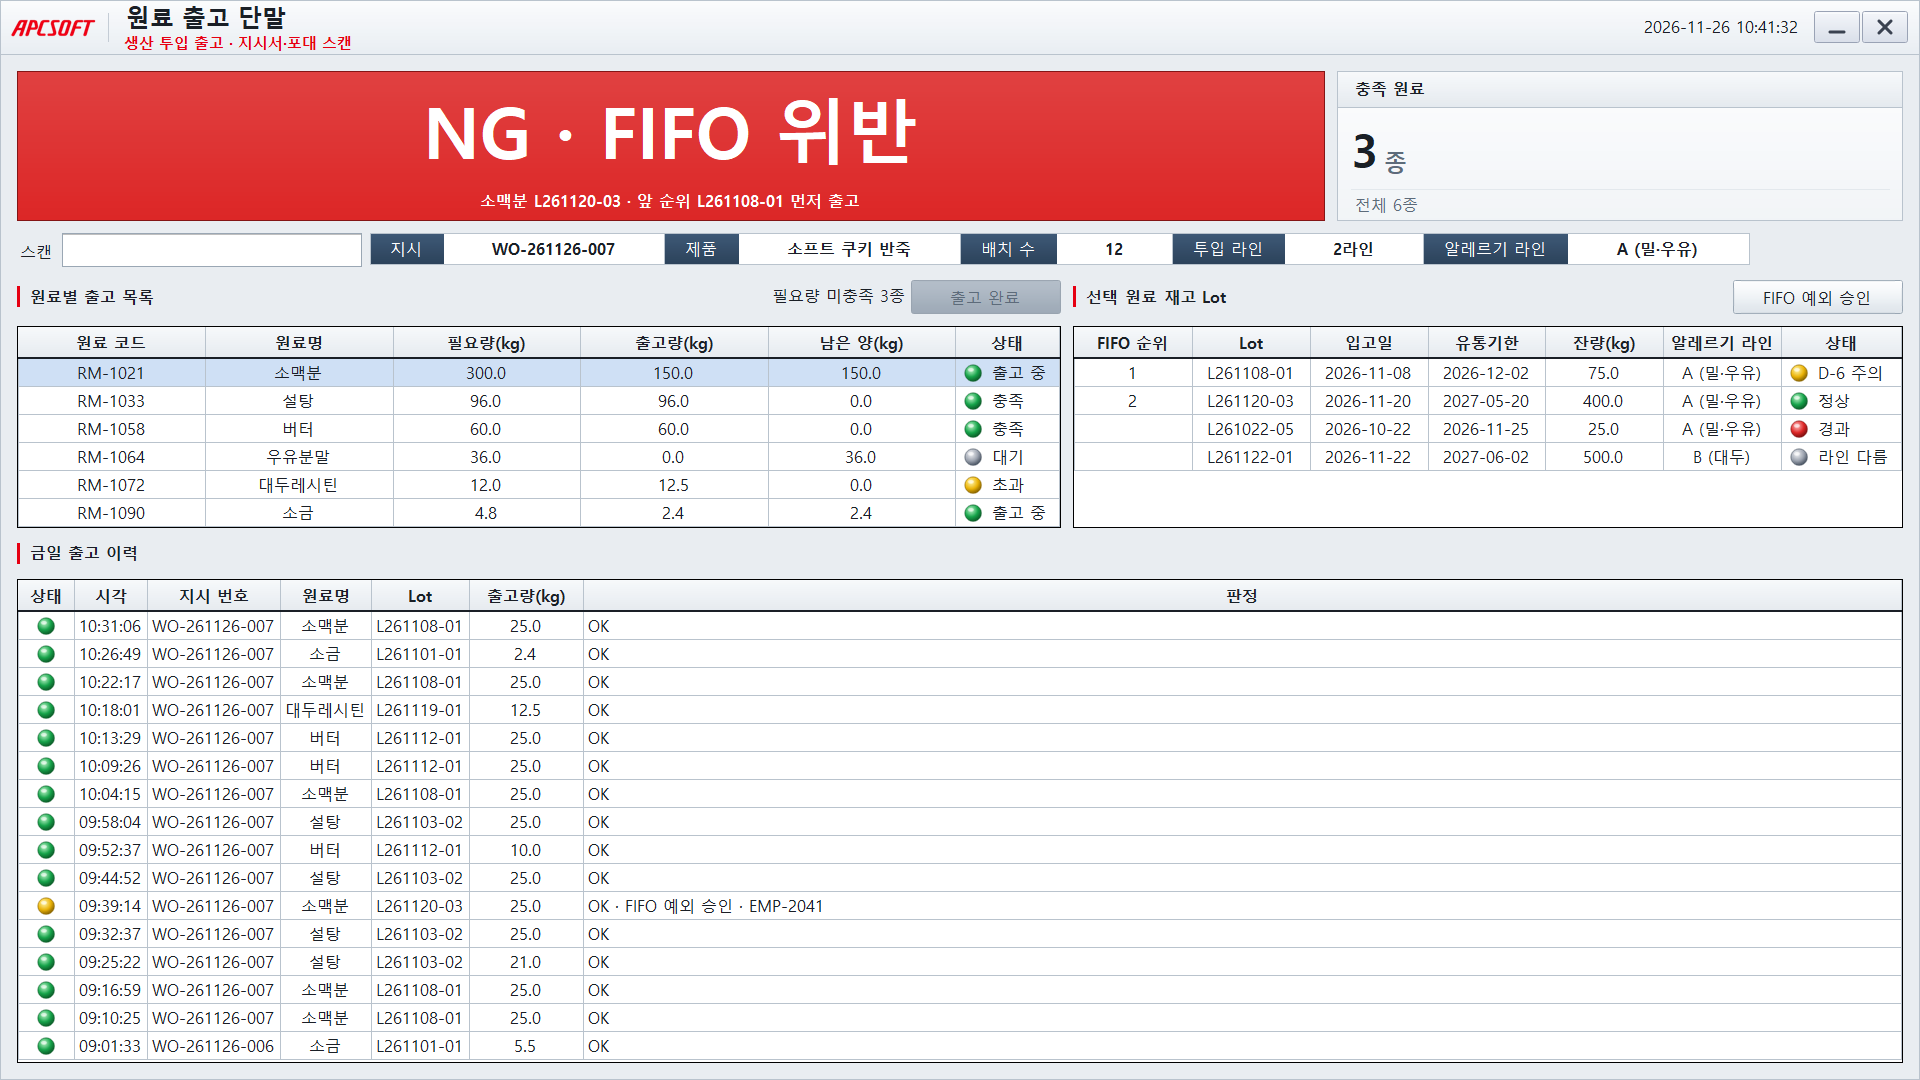 APCSOFT
원료 출고 단말
생산 투입 출고 · 지시서·포대 스캔
2026-11-26 10:41:32
NG · FIFO 위반
소맥분 L261120-03 · 앞 순위 L261108-01 먼저 출고
충족 원료
3 종
전체 6종
스캔
지시 WO-261126-007 제품 소프트 쿠키 반죽 배치 수 12 투입 라인 2라인 알레르기 라인 A (밀·우유)
원료별 출고 목록
필요량 미충족 3종
출고 완료
원료 코드 원료명 필요량(kg) 출고량(kg) 남은 양(kg) 상태
RM-1021 소맥분 300.0 150.0 150.0 출고 중
RM-1033 설탕 96.0 96.0 0.0 충족
RM-1058 버터 60.0 60.0 0.0 충족
RM-1064 우유분말 36.0 0.0 36.0 대기
RM-1072 대두레시틴 12.0 12.5 0.0 초과
RM-1090 소금 4.8 2.4 2.4 출고 중
선택 원료 재고 Lot
FIFO 예외 승인
FIFO 순위 Lot 입고일 유통기한 잔량(kg) 알레르기 라인 상태
1 L261108-01 2026-11-08 2026-12-02 75.0 A (밀·우유) D-6 주의
2 L261120-03 2026-11-20 2027-05-20 400.0 A (밀·우유) 정상
L261022-05 2026-10-22 2026-11-25 25.0 A (밀·우유) 경과
L261122-01 2026-11-22 2027-06-02 500.0 B (대두) 라인 다름
금일 출고 이력
상태 시각 지시 번호 원료명 Lot 출고량(kg) 판정
10:31:06 WO-261126-007 소맥분 L261108-01 25.0 OK
10:26:49 WO-261126-007 소금 L261101-01 2.4 OK
10:22:17 WO-261126-007 소맥분 L261108-01 25.0 OK
10:18:01 WO-261126-007 대두레시틴 L261119-01 12.5 OK
10:13:29 WO-261126-007 버터 L261112-01 25.0 OK
10:09:26 WO-261126-007 버터 L261112-01 25.0 OK
10:04:15 WO-261126-007 소맥분 L261108-01 25.0 OK
09:58:04 WO-261126-007 설탕 L261103-02 25.0 OK
09:52:37 WO-261126-007 버터 L261112-01 10.0 OK
09:44:52 WO-261126-007 설탕 L261103-02 25.0 OK
09:39:14 WO-261126-007 소맥분 L261120-03 25.0 OK · FIFO 예외 승인 · EMP-2041
09:32:37 WO-261126-007 설탕 L261103-02 25.0 OK
09:25:22 WO-261126-007 설탕 L261103-02 21.0 OK
09:16:59 WO-261126-007 소맥분 L261108-01 25.0 OK
09:10:25 WO-261126-007 소맥분 L261108-01 25.0 OK
09:01:33 WO-261126-006 소금 L261101-01 5.5 OK